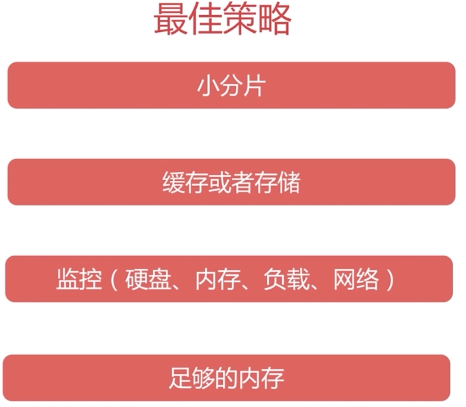 最佳策略
小分片
缓存或者存储
监控（硬盘、内存、负载、网络）
足够的内存